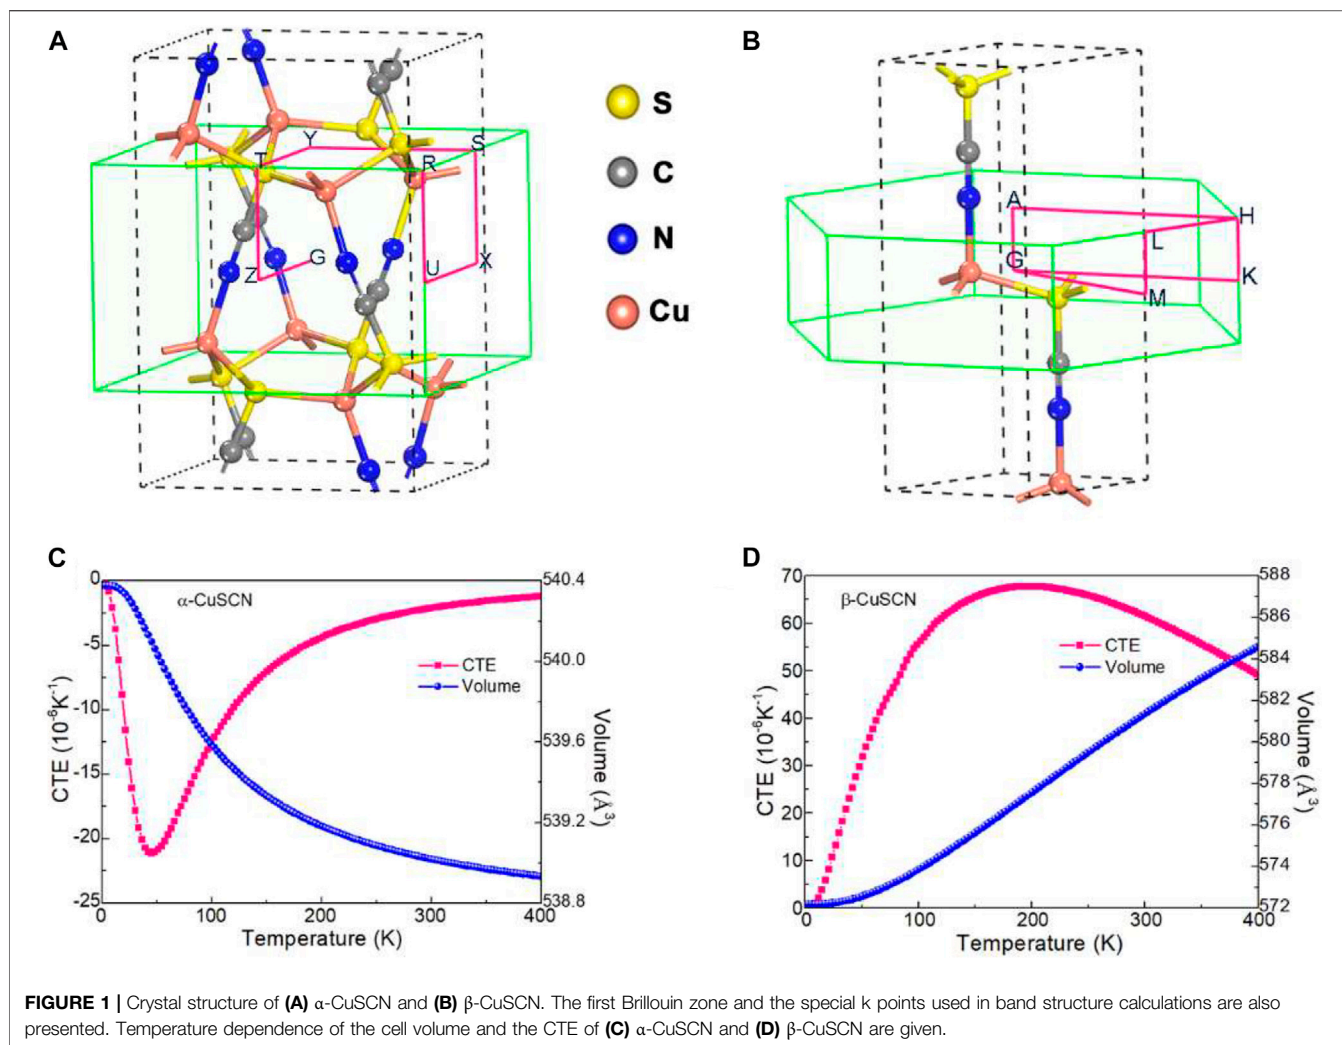 A
B
S
C
N
Cu
T
Y
S
R
Z
G
U
X
A
H
L
G
K
M
C
D
0
-5
-10
-15
-20
-25
CTE (10⁻⁶K⁻¹)
α-CuSCN
CTE
Volume
540.4
540.0
539.6
539.2
538.8
Volume (Å³)
0 100 200 300 400
Temperature (K)
70
60
50
40
30
20
10
0
CTE (10⁻⁶K⁻¹)
β-CuSCN
CTE
Volume
588
586
584
582
580
578
576
574
572
Volume (Å³)
0 100 200 300 400
Temperature (K)
FIGURE 1 | Crystal structure of (A) α-CuSCN and (B) β-CuSCN. The first Brillouin zone and the special k points used in band structure calculations are also
presented. Temperature dependence of the cell volume and the CTE of (C) α-CuSCN and (D) β-CuSCN are given.